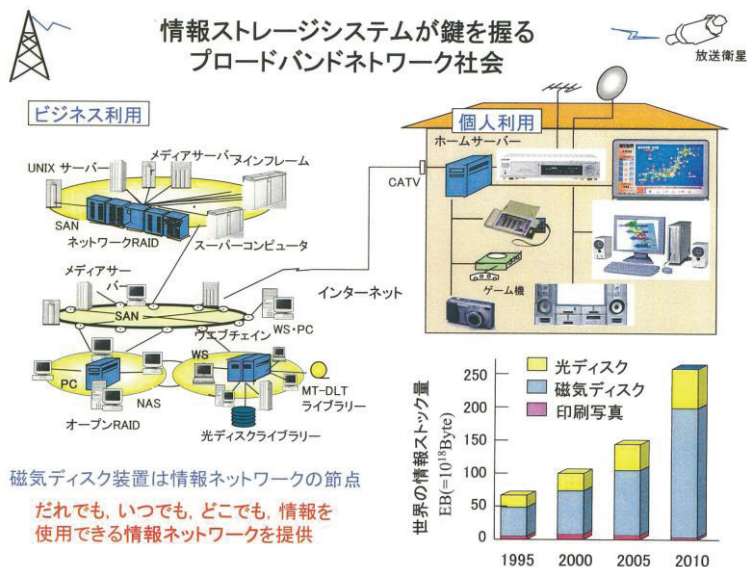 情報ストレージシステムが鍵を握る
プロードバンドネットワーク社会
放送衛星
ビジネス利用
UNIX サーバー
メディアサーバー
メインフレーム
SAN
ネットワークRAID
スーパーコンピュータ
メディアサー
バー
SAN
インターネット
ウエブチェイン
WS・PC
PC
WS
NAS
オープンRAID
MT-DLT
ライブラリー
光ディスクライブラリー
個人利用
ホームサーバー
CATV
ゲーム機
磁気ディスク装置は情報ネットワークの節点
だれでも, いつでも, どこでも, 情報を
使用できる情報ネットワークを提供
世界の情報ストック量
EB(=10¹⁸Byte)
光ディスク
磁気ディスク
印刷写真
250
200
150
100
50
0
1995 2000 2005 2010